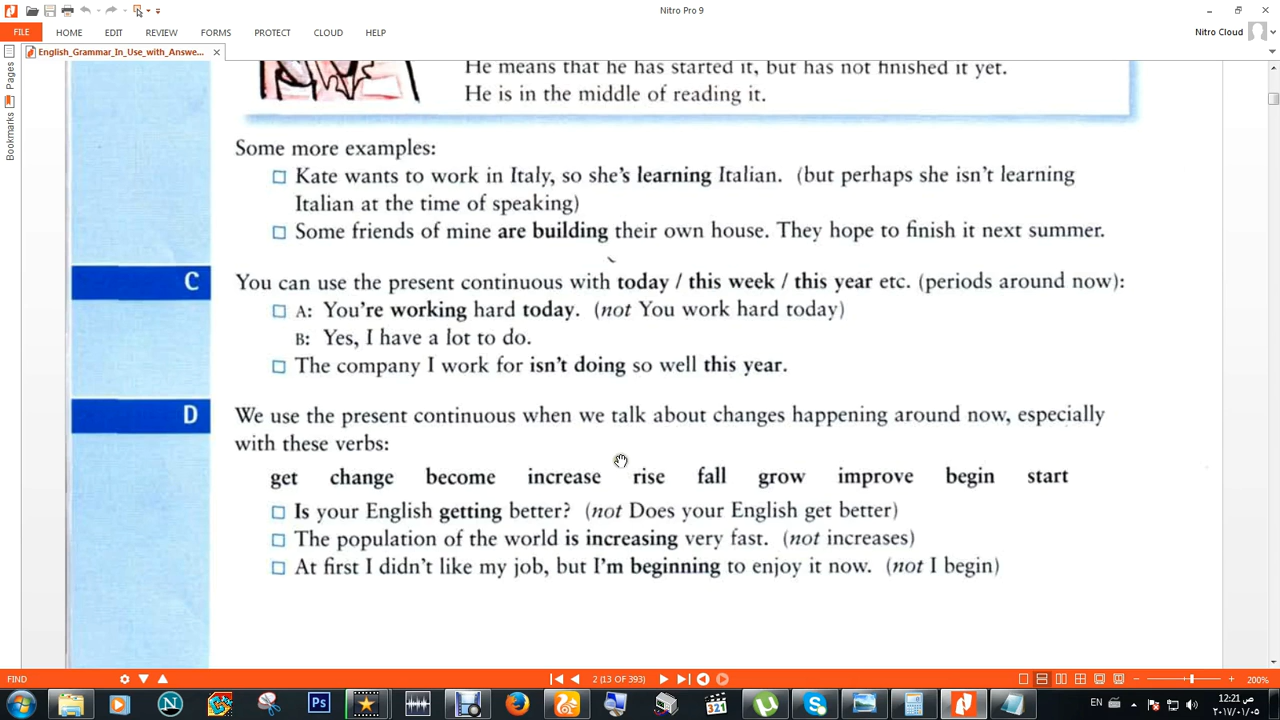 Nitro Pro 9
FILE HOME EDIT REVIEW FORMS PROTECT CLOUD HELP Nitro Cloud
English_Grammar_In_Use_with_Answe...
Pages
Bookmarks
He means that he has started it, but has not finished it yet.
He is in the middle of reading it.
Some more examples:
Kate wants to work in Italy, so she's learning Italian. (but perhaps she isn't learning
Italian at the time of speaking)
Some friends of mine are building their own house. They hope to finish it next summer.
C
You can use the present continuous with today / this week / this year etc. (periods around now):
A: You're working hard today. (not You work hard today)
B: Yes, I have a lot to do.
The company I work for isn't doing so well this year.
D
We use the present continuous when we talk about changes happening around now, especially
with these verbs:
get change become increase rise fall grow improve begin start
Is your English getting better? (not Does your English get better)
The population of the world is increasing very fast. (not increases)
At first I didn't like my job, but I'm beginning to enjoy it now. (not I begin)
FIND 2 (13 OF 393) 200%
Ps 321 EN 12:21 ص
٢٠١٧/٠١/٠٥